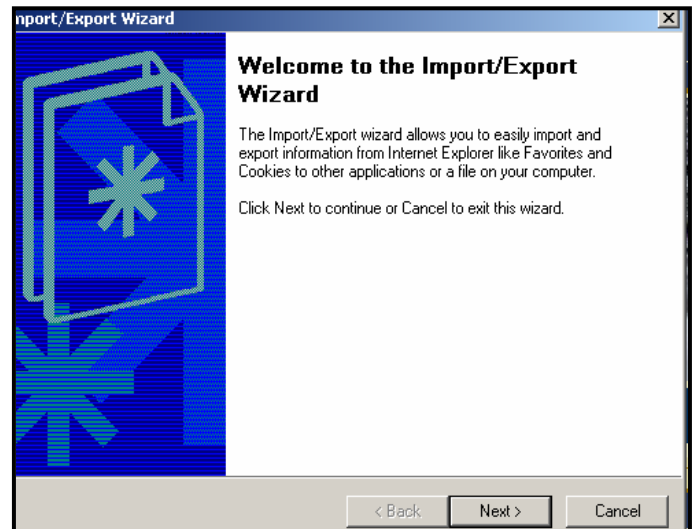 mport/Export Wizard
Welcome to the Import/Export
Wizard
The Import/Export wizard allows you to easily import and
export information from Internet Explorer like Favorites and
Cookies to other applications or a file on your computer.
Click Next to continue or Cancel to exit this wizard.
< Back
Next >
Cancel